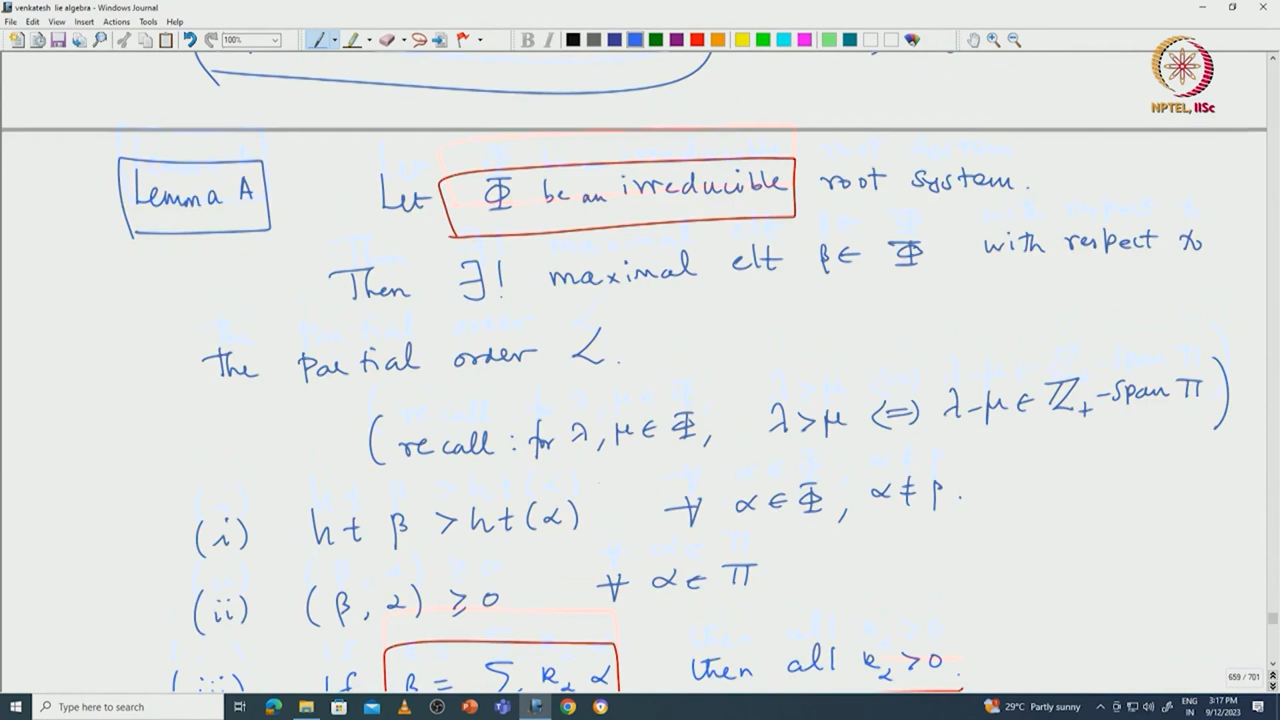 venkatesh lie algebra - Windows Journal
File Edit View Insert Actions Tools Help
100%
NPTEL, IISc
Lemma A Let Φ be an irreducible root system.
Then ∃! maximal elt β ∈ Φ with respect to
the partial order <.
(recall : for λ, μ ∈ Φ, λ > μ ⇔ λ - μ ∈ ℤ₊-span Π)
(i) ht β > ht(α) ∀ α ∈ Φ, α ≠ β.
(ii) (β, α) ≥ 0 ∀ α ∈ Π
(iii) If β = Σ k_α α then all k_α > 0.
659 / 701
Type here to search
29°C Partly sunny
ENG
IN
3:17 PM
9/12/2023